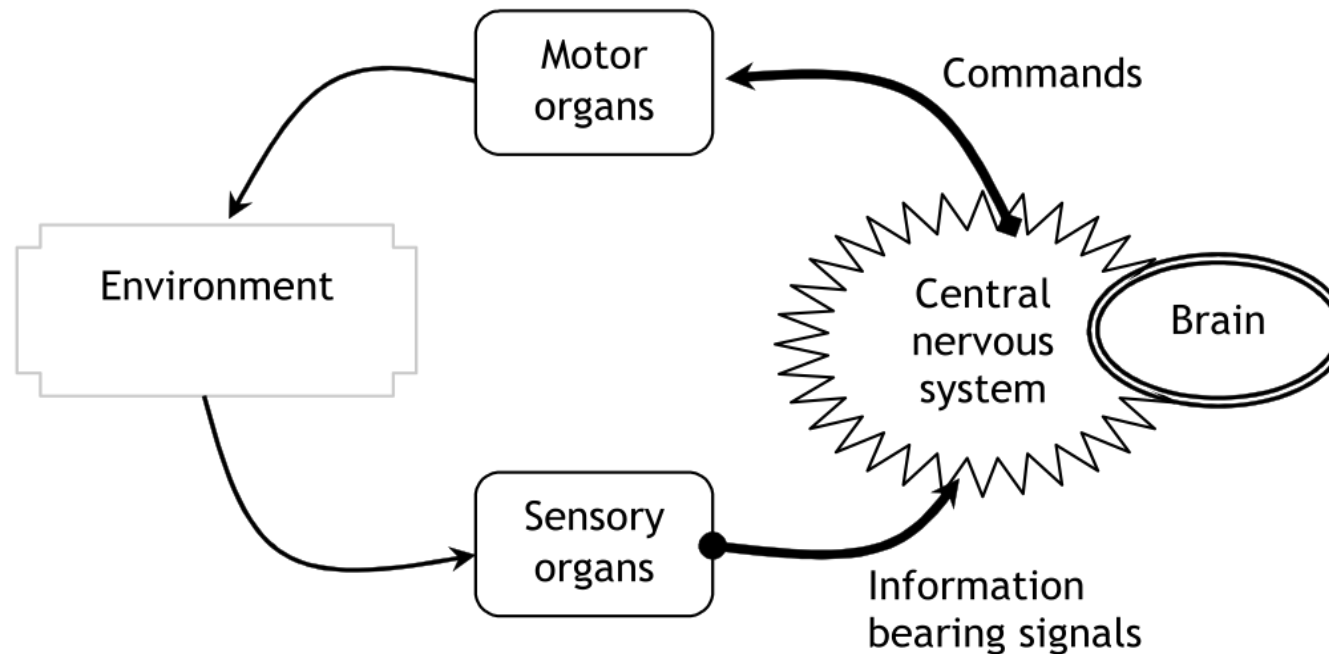 Motor
organs
Commands
Environment
Central
nervous
system
Brain
Sensory
organs
Information
bearing signals